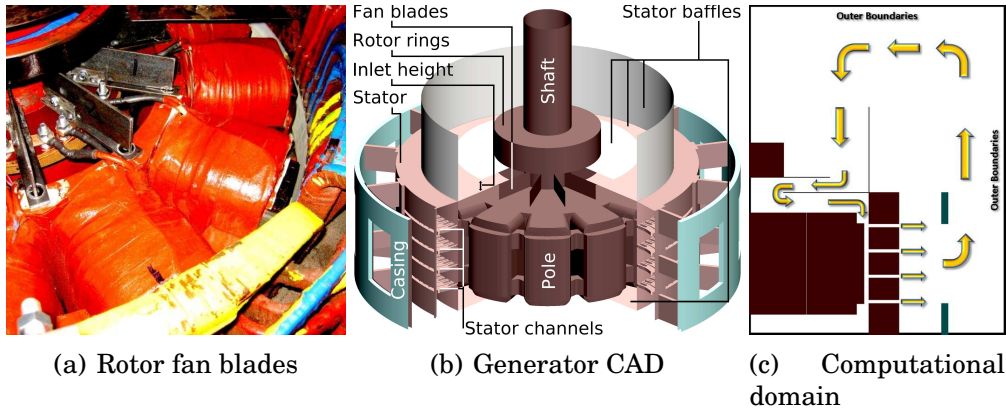 Fan blades
Rotor rings
Inlet height
Stator
Stator baffles
Shaft
Casing
Pole
Stator channels
Outer Boundaries
Outer Boundaries
(a) Rotor fan blades
(b) Generator CAD
(c) Computational
domain